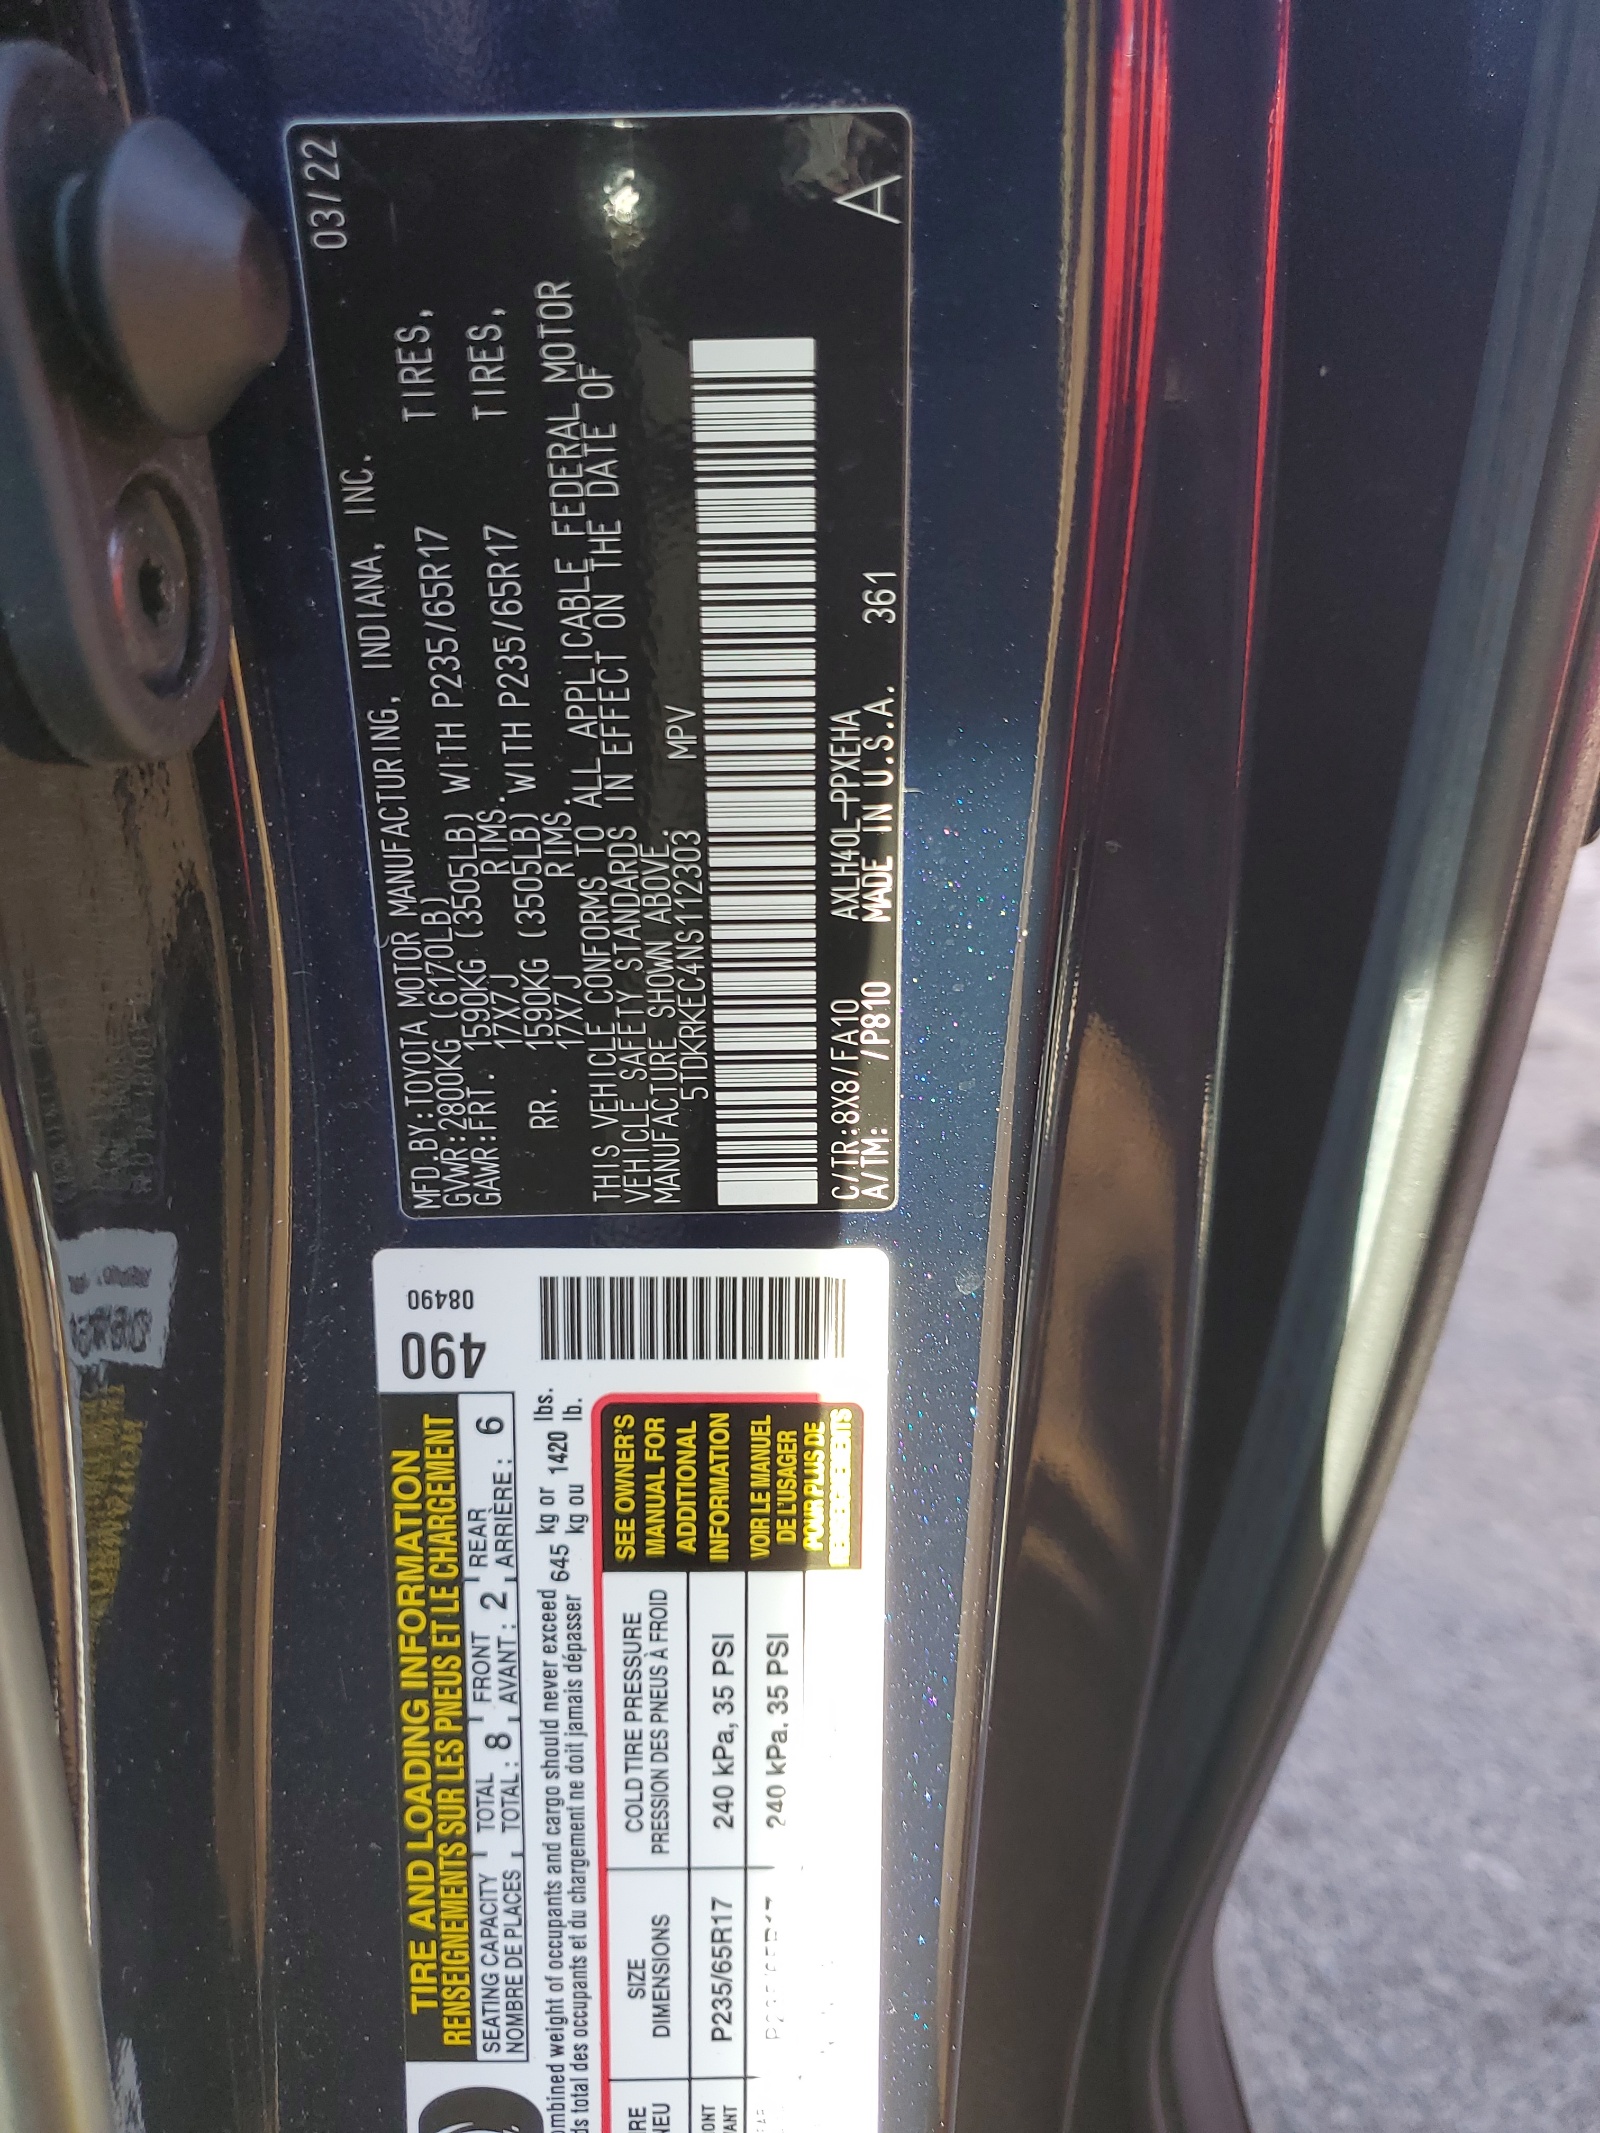 03/22
MFD.BY:TOYOTA MOTOR MANUFACTURING, INDIANA, INC.
GVWR:2800KG (6170LB)
GAWR:FRT. 1590KG (3505LB) WITH P235/65R17 TIRES,
17X7J RIMS.
RR. 1590KG (3505LB) WITH P235/65R17 TIRES,
17X7J RIMS.
THIS VEHICLE CONFORMS TO ALL APPLICABLE FEDERAL MOTOR
VEHICLE SAFETY STANDARDS IN EFFECT ON THE DATE OF
MANUFACTURE SHOWN ABOVE.
5TDKRKEC4NS112303 MPV
C/TR:8X8/FA10 AXLH40L-PPXEHA
A/TM: /P810 MADE IN U.S.A. 361 A
TIRE AND LOADING INFORMATION
RENSEIGNEMENTS SUR LES PNEUS ET LE CHARGEMENT
490
08490
SEATING CAPACITY TOTAL FRONT REAR
NOMBRE DE PLACES TOTAL: 8 AVANT: 2 ARRIÈRE: 6
combined weight of occupants and cargo should never exceed 645 kg or 1420 lbs.
total des occupants et du chargement ne doit jamais dépasser kg ou lb.
SIZE
DIMENSIONS
COLD TIRE PRESSURE
PRESSION DES PNEUS À FROID
P235/65R17 240 kPa, 35 PSI
P235/65R17 240 kPa, 35 PSI
SEE OWNER'S
MANUAL FOR
ADDITIONAL
INFORMATION
VOIR LE MANUEL
DE L'USAGER
POUR PLUS DE
RENSEIGNEMENTS